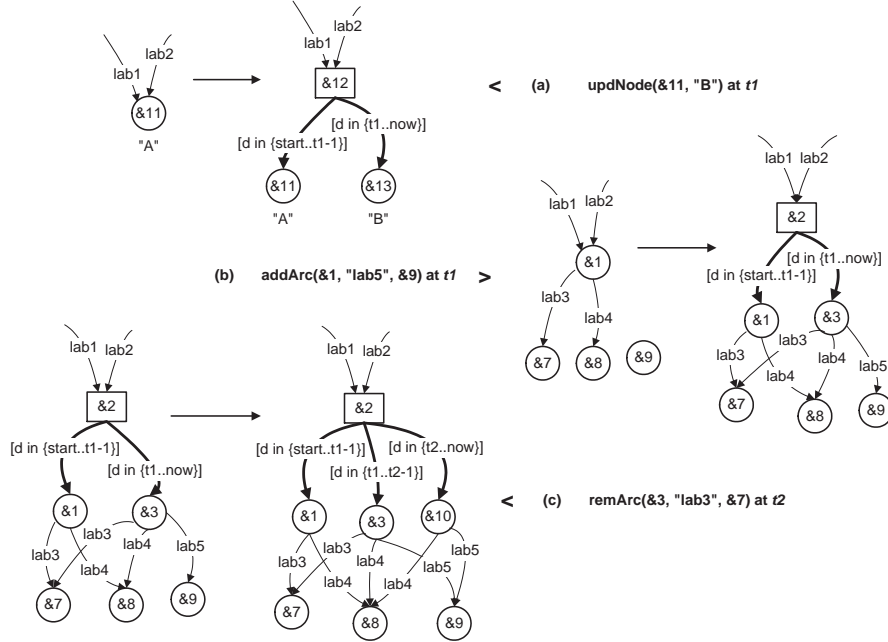 lab1 lab2
&11
"A"
lab1 lab2
&12
[d in {t1..now}]
[d in {start..t1-1}]
&11 &13
"A" "B"
< (a) updNode(&11, "B") at t1
(b) addArc(&1, "lab5", &9) at t1 >
lab1 lab2
&1
lab3 lab4
&7 &8 &9
lab1 lab2
&2
[d in {t1..now}]
[d in {start..t1-1}]
&1 &3
lab3 lab3 lab4
lab4 lab5
&7 &8 &9
lab1 lab2
&2
[d in {start..t1-1}]
[d in {t1..now}]
&1 &3
lab3 lab3 lab4 lab5
lab4
&7 &8 &9
lab1 lab2
&2
[d in {start..t1-1}] [d in {t2..now}]
[d in {t1..t2-1}]
&1 &3 &10
lab3 lab3 lab4 lab5
lab4 lab4 lab5
&7 &8 &9
< (c) remArc(&3, "lab3", &7) at t2